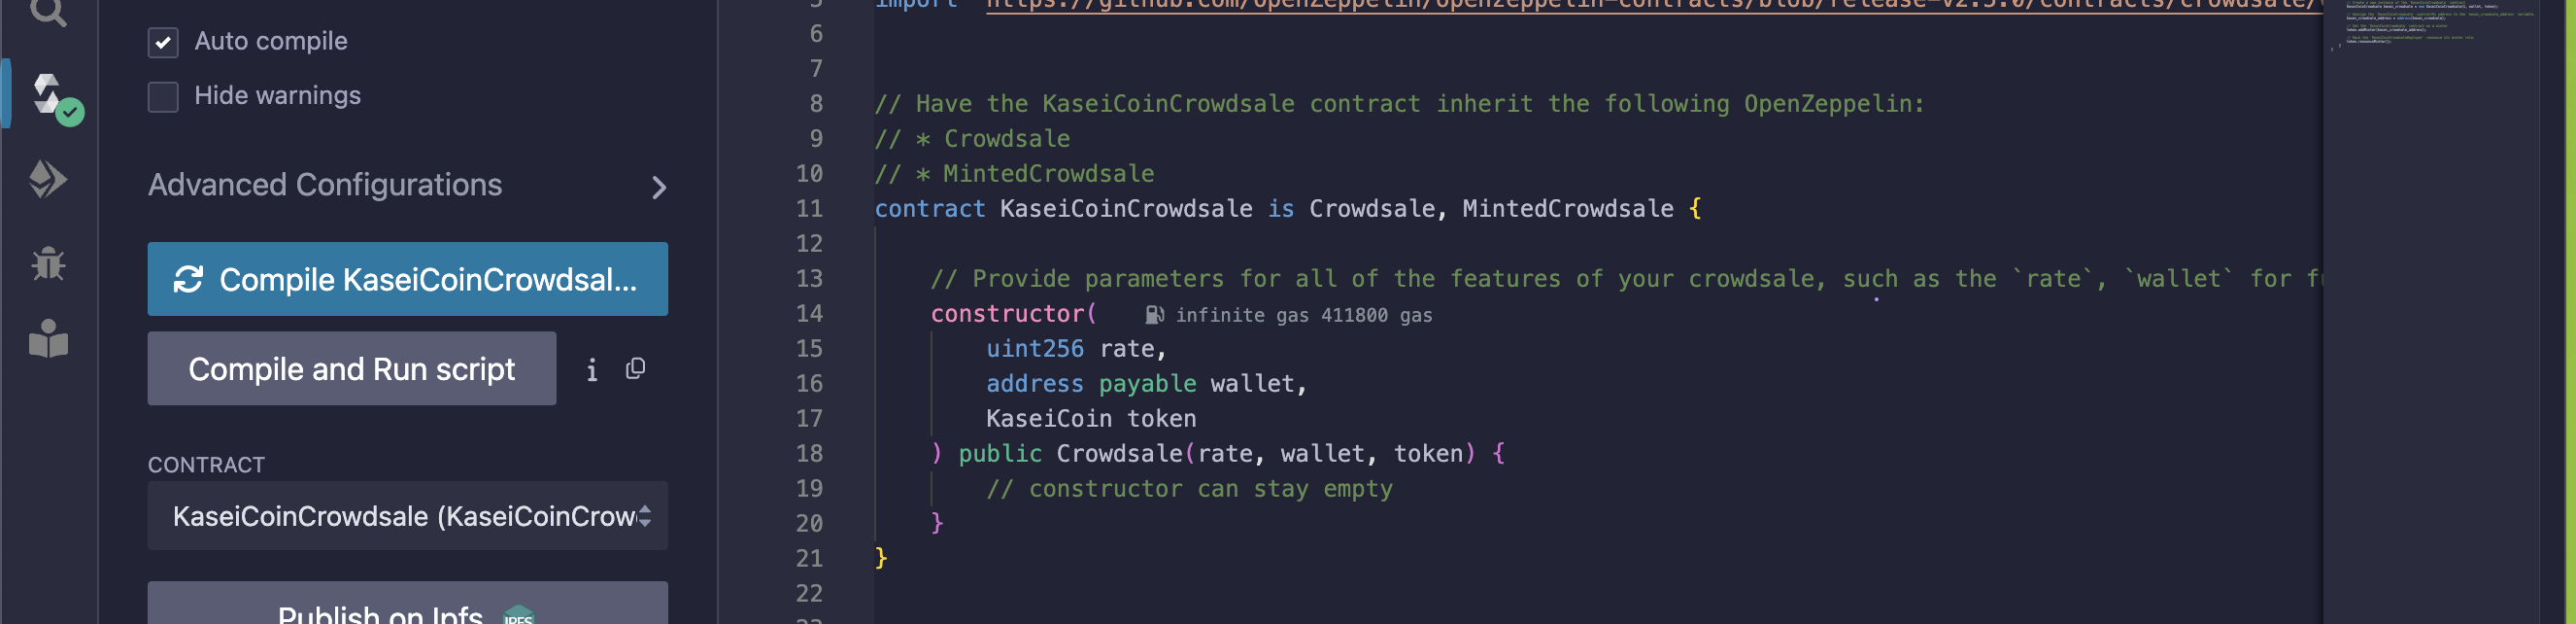 Auto compile
Hide warnings
Advanced Configurations
Compile KaseiCoinCrowdsal...
Compile and Run script
CONTRACT
KaseiCoinCrowdsale (KaseiCoinCrow
Publish on Ipfs
IPFS
5 import "https://github.com/OpenZeppelin/openzeppelin-contracts/blob/release-v2.5.0/contracts/crowdsale/
6
7
8 // Have the KaseiCoinCrowdsale contract inherit the following OpenZeppelin:
9 // * Crowdsale
10 // * MintedCrowdsale
11 contract KaseiCoinCrowdsale is Crowdsale, MintedCrowdsale {
12
13 // Provide parameters for all of the features of your crowdsale, such as the `rate`, `wallet` for f
14 constructor( infinite gas 411800 gas
15 uint256 rate,
16 address payable wallet,
17 KaseiCoin token
18 ) public Crowdsale(rate, wallet, token) {
19 // constructor can stay empty
20 }
21 }
22
23